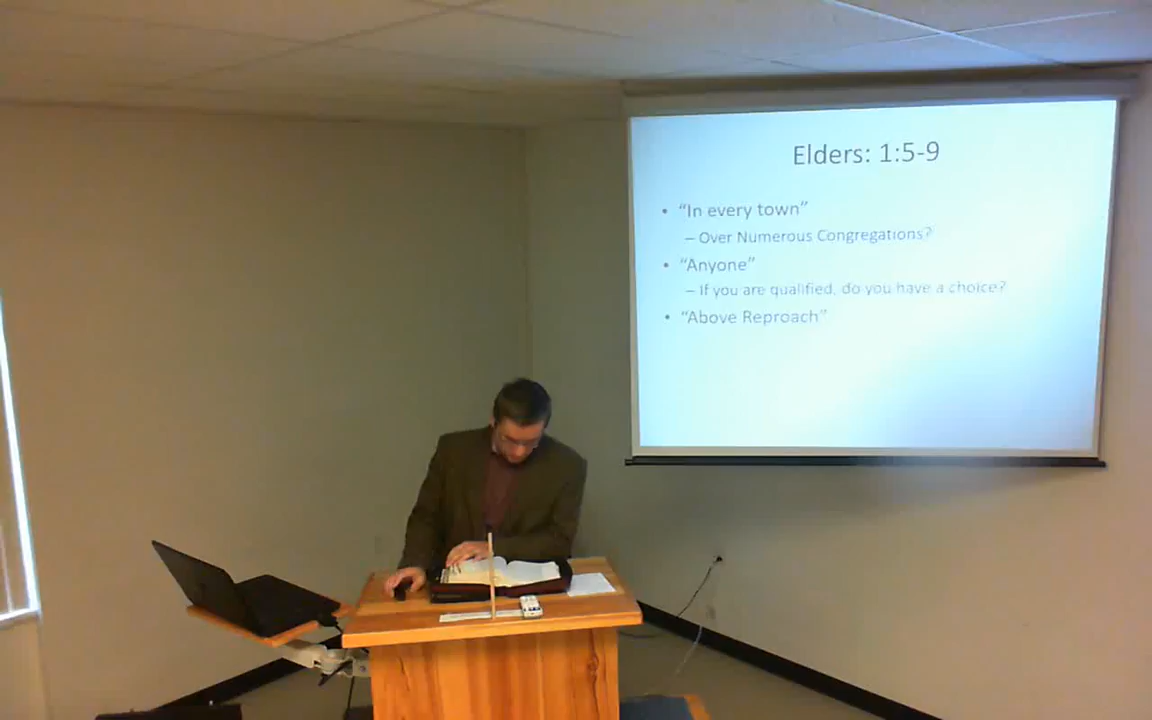 Elders: 1:5-9
• “In every town”
– Over Numerous Congregations?
• “Anyone”
– If you are qualified, do you have a choice?
• “Above Reproach”